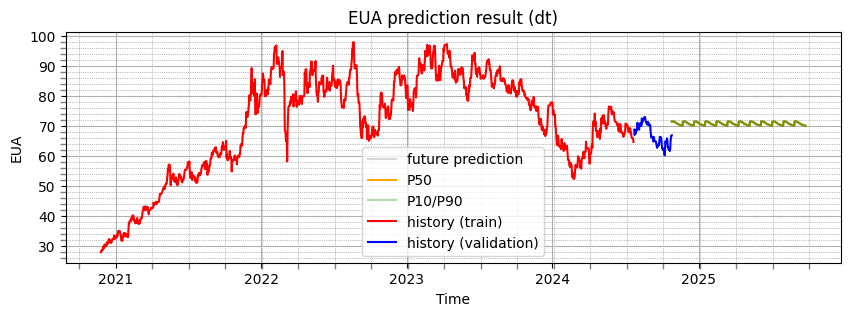 EUA prediction result (dt)
100
90
80
70
60
50
40
30
EUA
future prediction
P50
P10/P90
history (train)
history (validation)
2021 2022 2023 2024 2025
Time